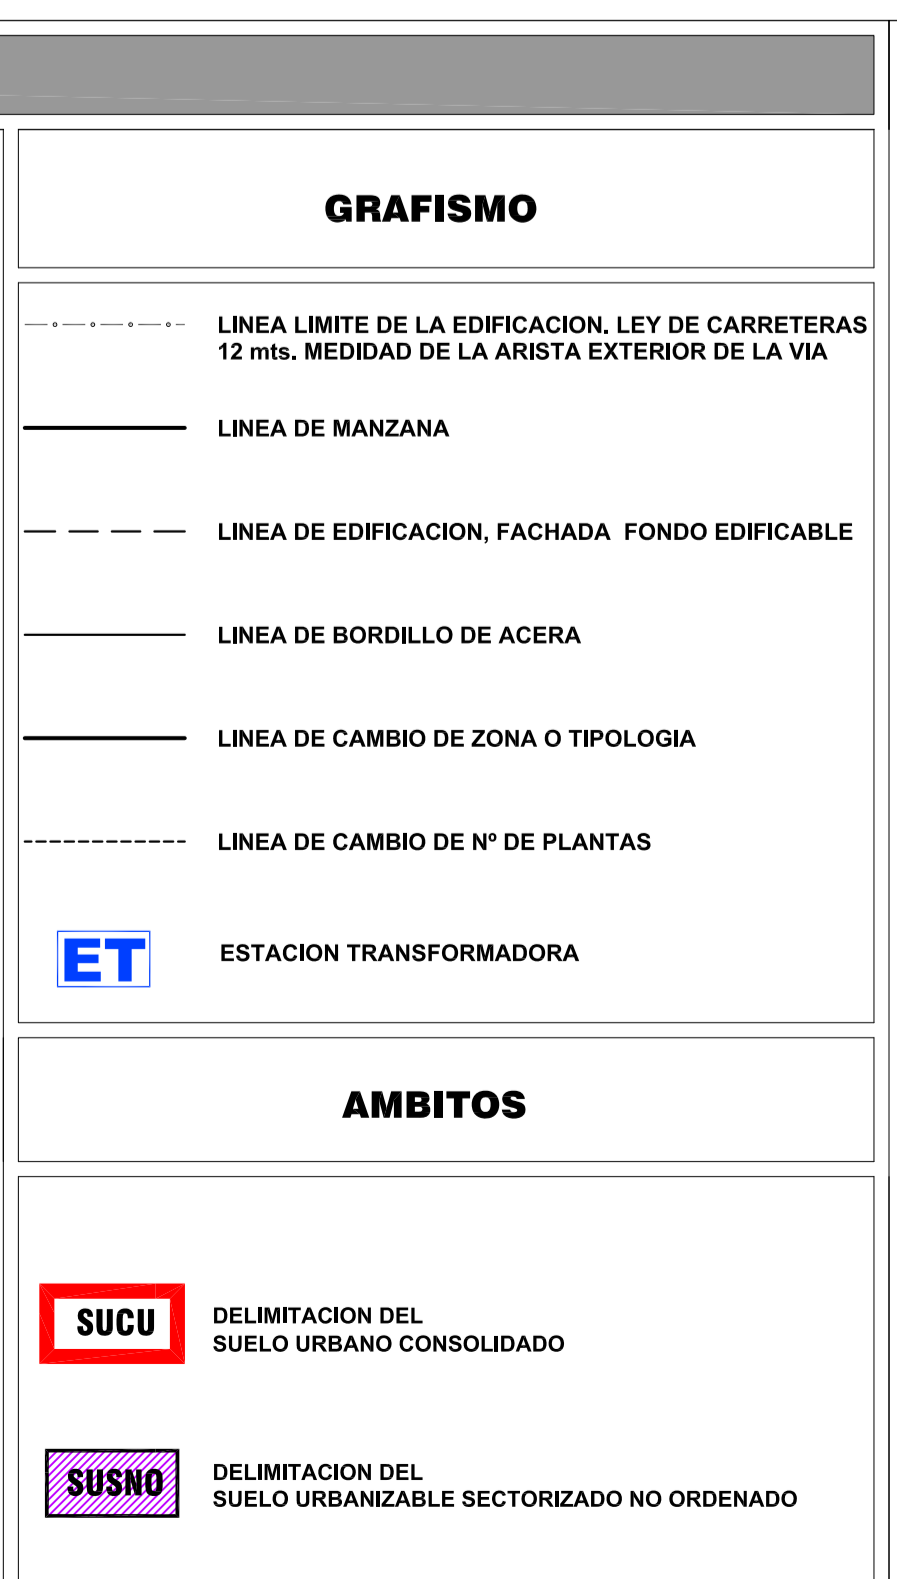 GRAFISMO
LINEA LIMITE DE LA EDIFICACION. LEY DE CARRETERAS
12 mts. MEDIDAD DE LA ARISTA EXTERIOR DE LA VIA
LINEA DE MANZANA
LINEA DE EDIFICACION, FACHADA  FONDO EDIFICABLE
LINEA DE BORDILLO DE ACERA
LINEA DE CAMBIO DE ZONA O TIPOLOGIA
LINEA DE CAMBIO DE Nº DE PLANTAS
ET ESTACION TRANSFORMADORA
AMBITOS
SUCU
DELIMITACION DEL
SUELO URBANO CONSOLIDADO
SUSNO
DELIMITACION DEL
SUELO URBANIZABLE SECTORIZADO NO ORDENADO